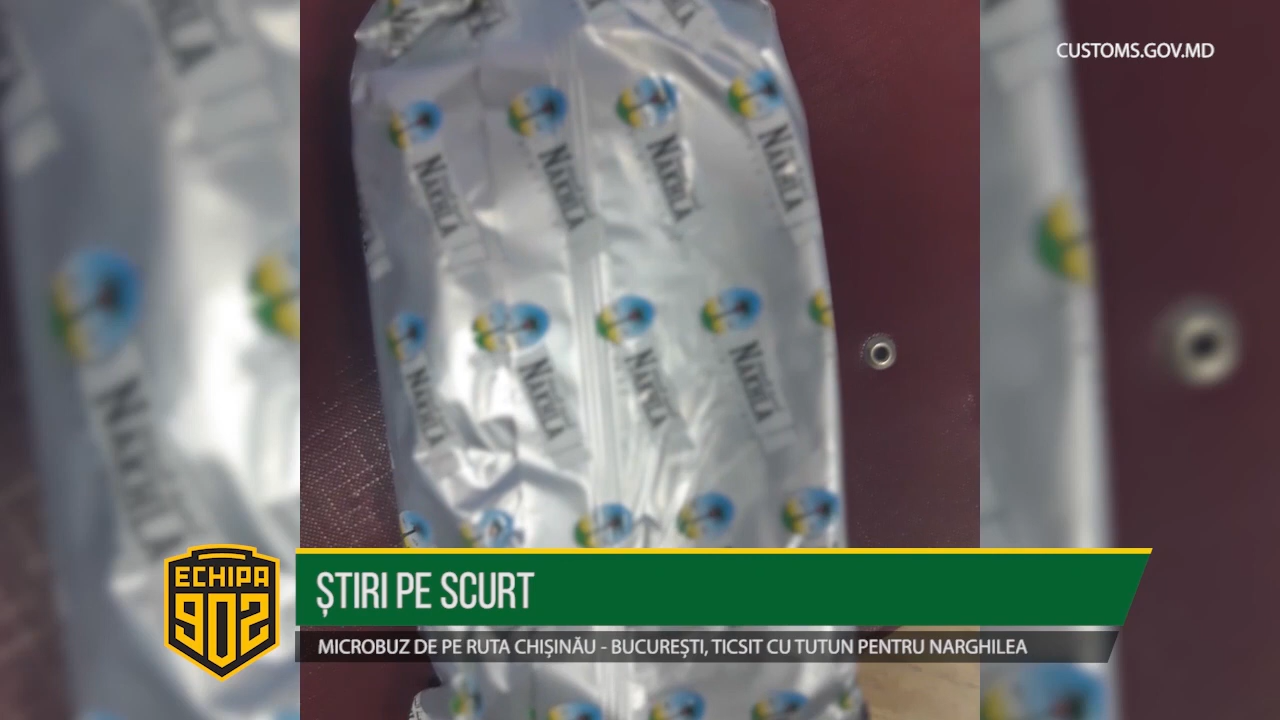 CUSTOMS.GOV.MD
ECHIPA
902
ȘTIRI PE SCURT
MICROBUZ DE PE RUTA CHIȘINĂU - BUCUREȘTI, TICSIT CU TUTUN PENTRU NARGHILEA